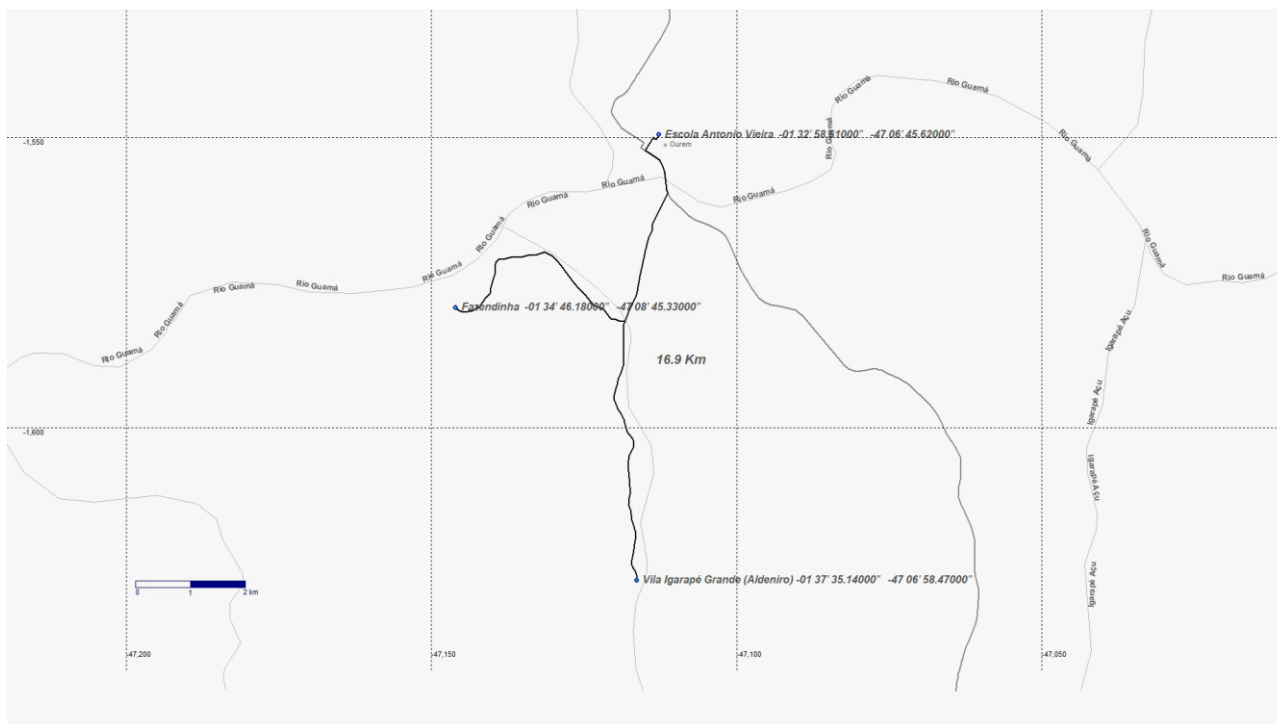 Rio Guamá
Rio Guamá
-1,550
Escola Antonio Vieira -01 32' 58.61000" -47 06' 45.62000"
Ourem
Rio Guamá
Rio Guamá
Rio Guamá
Rio Guamá
Rio Guamá
Rio Guamá
Rio Guamá
Rio Guamá
Rio Guamá
Rio Guamá
Rio Guamá
Rio Guamá
Fazendinha -01 34' 46.18000" -47 08' 45.33000"
Rio Guamá
Igarapé Açu
Rio Guamá
16.9 Km
Igarapé Açu
-1,600
Igarapé Açu
Vila Igarapé Grande (Aldeniro) -01 37' 35.14000" -47 06' 58.47000"
Igarapé Açu
0 1 2 km
-47,200 -47,150 -47,100 -47,050